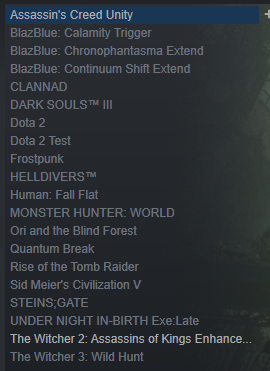 Assassin's Creed Unity
BlazBlue: Calamity Trigger
BlazBlue: Chronophantasma Extend
BlazBlue: Continuum Shift Extend
CLANNAD
DARK SOULS™ III
Dota 2
Dota 2 Test
Frostpunk
HELLDIVERS™
Human: Fall Flat
MONSTER HUNTER: WORLD
Ori and the Blind Forest
Quantum Break
Rise of the Tomb Raider
Sid Meier's Civilization V
STEINS;GATE
UNDER NIGHT IN-BIRTH Exe:Late
The Witcher 2: Assassins of Kings Enhance...
The Witcher 3: Wild Hunt